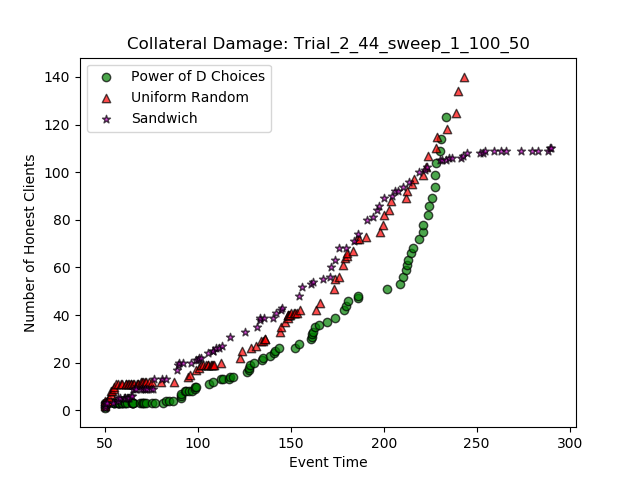 Collateral Damage: Trial_2_44_sweep_1_100_50
Power of D Choices
Uniform Random
Sandwich
Number of Honest Clients
140
120
100
80
60
40
20
0
50
100
150
200
250
300
Event Time